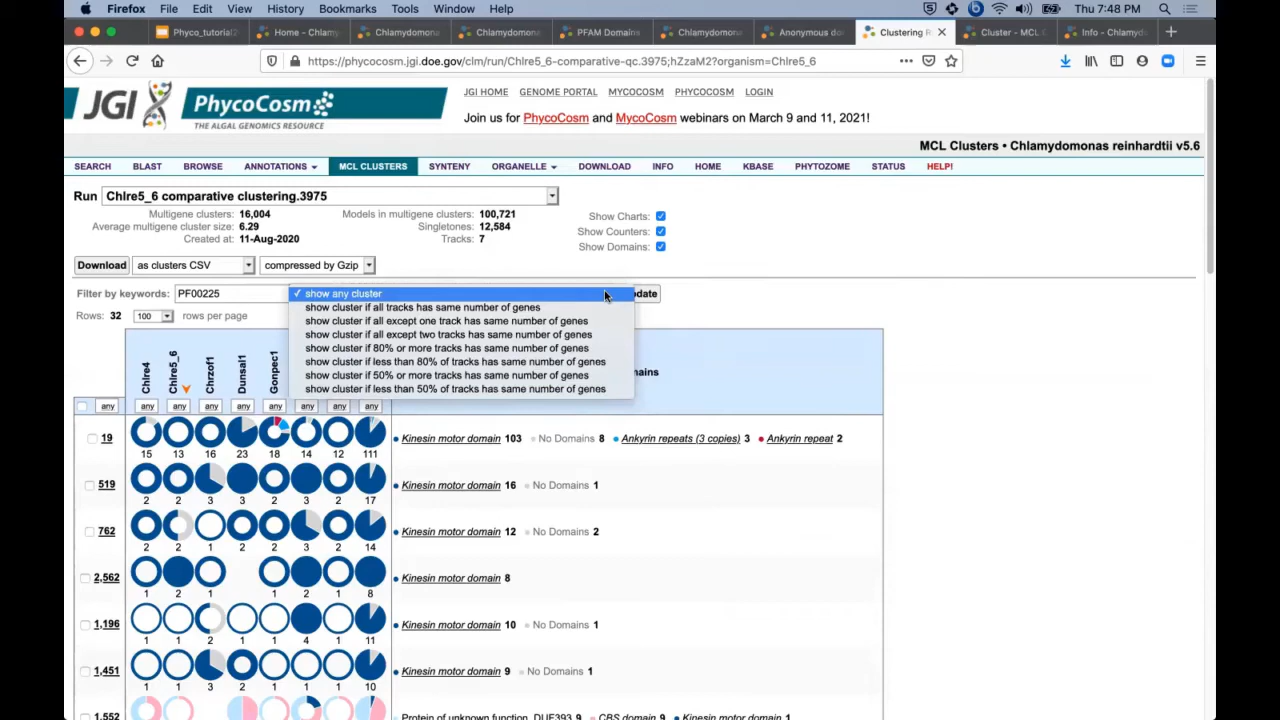 Firefox File Edit View History Bookmarks Tools Window Help Thu 7:48 PM
Phyco_tutorial Home - Chlamy Chlamydomona Chlamydomona PFAM Domains Chlamydomona Anonymous do Clustering R Cluster - MCL C Info - Chlamyd
https://phycocosm.jgi.doe.gov/clm/run/Chlre5_6-comparative-qc.3975;hZzaM2?organism=Chlre5_6
JGI PhycoCosm
THE ALGAL GENOMICS RESOURCE
JGI HOME GENOME PORTAL MYCOCOSM PHYCOCOSM LOGIN
Join us for PhycoCosm and MycoCosm webinars on March 9 and 11, 2021!
MCL Clusters • Chlamydomonas reinhardtii v5.6
SEARCH BLAST BROWSE ANNOTATIONS MCL CLUSTERS SYNTENY ORGANELLE DOWNLOAD INFO HOME KBASE PHYTOZOME STATUS HELP!
Run Chlre5_6 comparative clustering.3975
Multigene clusters: 16,004 Models in multigene clusters: 100,721 Show Charts:
Average multigene cluster size: 6.29 Singletones: 12,584 Show Counters:
Created at: 11-Aug-2020 Tracks: 7 Show Domains:
Download as clusters CSV compressed by Gzip
Filter by keywords: PF00225 ✓ show any cluster date
show cluster if all tracks has same number of genes
Rows: 32 100 rows per page show cluster if all except one track has same number of genes
show cluster if all except two tracks has same number of genes
show cluster if 80% or more tracks has same number of genes
show cluster if less than 80% of tracks has same number of genes
show cluster if 50% or more tracks has same number of genes
show cluster if less than 50% of tracks has same number of genes
Chlre4 Chlre5_6 Chrzof1 Dunsal1 Gonpec1 ains
any any any any any any any any any
19 Kinesin motor domain 103 No Domains 8 Ankyrin repeats (3 copies) 3 Ankyrin repeat 2
15 13 16 23 18 14 12 111
519 Kinesin motor domain 16 No Domains 1
2 2 3 3 2 3 2 17
762 Kinesin motor domain 12 No Domains 2
2 2 1 2 2 3 2 14
2,562 Kinesin motor domain 8
1 2 1 1 2 1 8
1,196 Kinesin motor domain 10 No Domains 1
1 1 2 1 1 4 1 11
1,451 Kinesin motor domain 9 No Domains 1
1 1 3 2 1 1 1 10
1,552 Protein of unknown function, DUF393 9 CBS domain 9 Kinesin motor domain 1